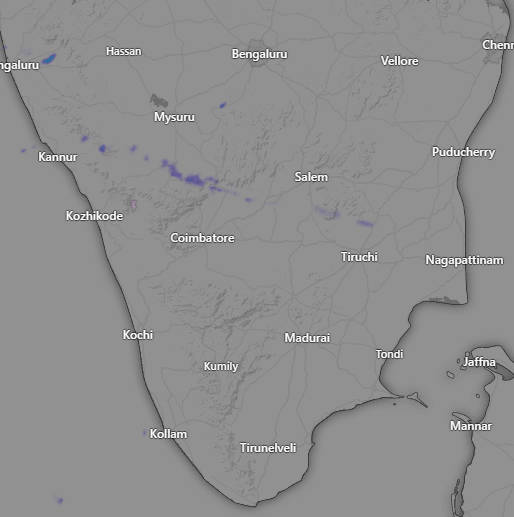 Hassan
Bengaluru
Chenn
ngaluru
Vellore
Mysuru
Kannur
Puducherry
Salem
Kozhikode
Coimbatore
Tiruchi
Nagapattinam
Kochi
Madurai
Tondi
Jaffna
Kumily
Mannar
Kollam
Tirunelveli